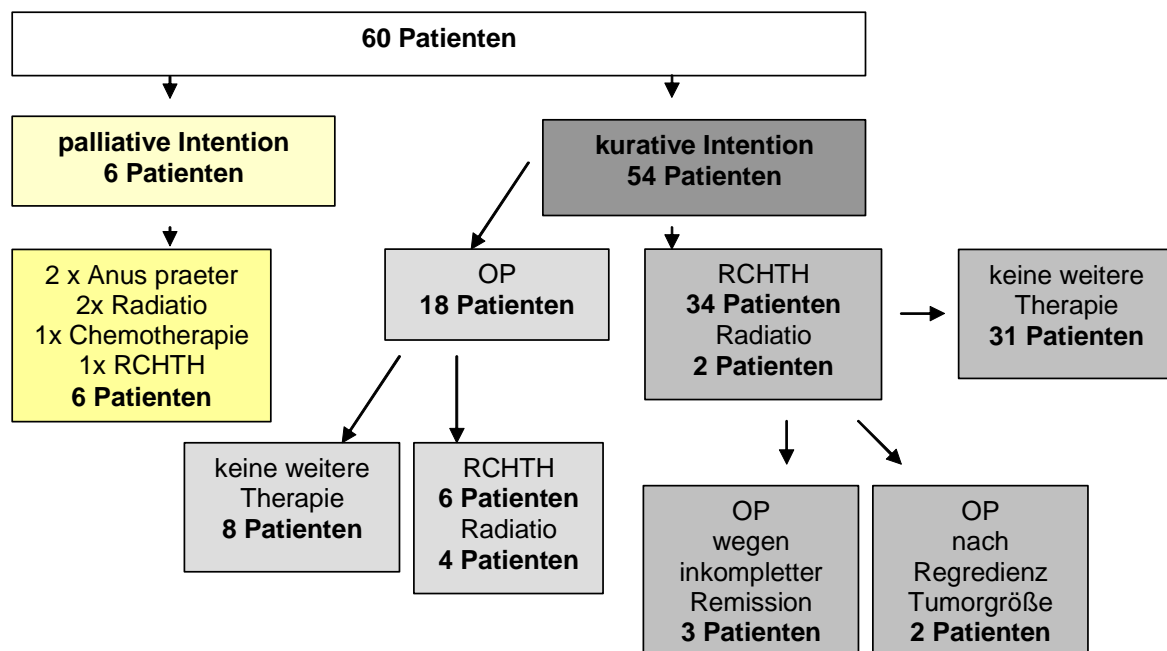 60 Patienten
palliative Intention
6 Patienten
kurative Intention
54 Patienten
2 x Anus praeter
2x Radiatio
1x Chemotherapie
1x RCHTH
6 Patienten
OP
18 Patienten
RCHTH
34 Patienten
Radiatio
2 Patienten
keine weitere
Therapie
31 Patienten
keine weitere
Therapie
8 Patienten
RCHTH
6 Patienten
Radiatio
4 Patienten
OP
wegen
inkompletter
Remission
3 Patienten
OP
nach
Regredienz
Tumorgröße
2 Patienten